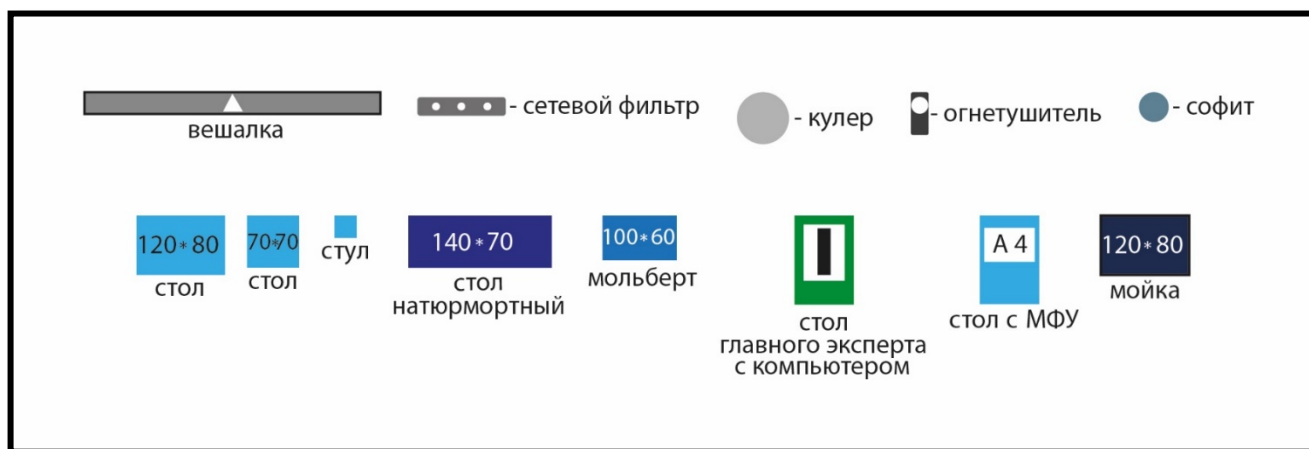 вешалка
- сетевой фильтр
- кулер
- огнетушитель
- софит
120*80
стол
70*70
стол
стул
140*70
стол
натюрмортный
100*60
мольберт
стол
главного эксперта
с компьютером
А 4
стол с МФУ
120*80
мойка